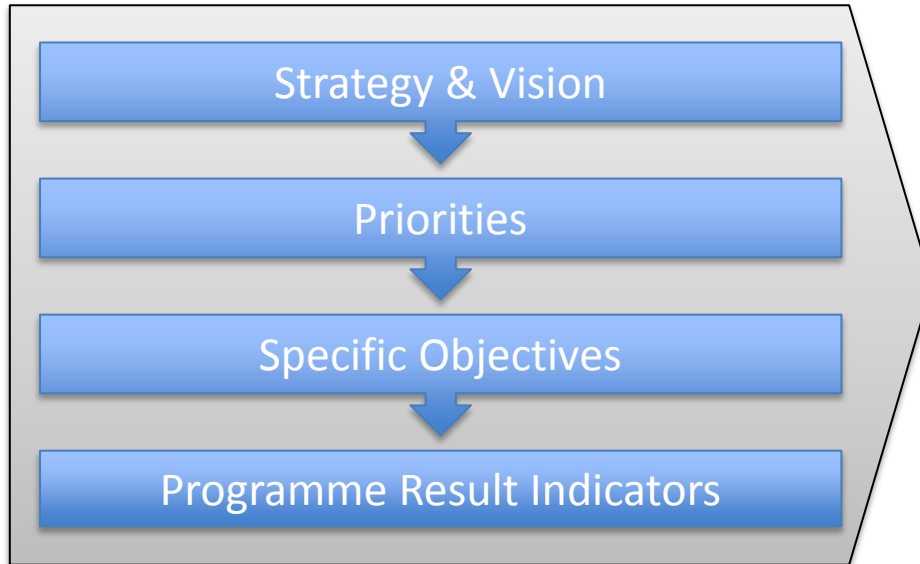 Strategy & Vision
Priorities
Specific Objectives
Programme Result Indicators